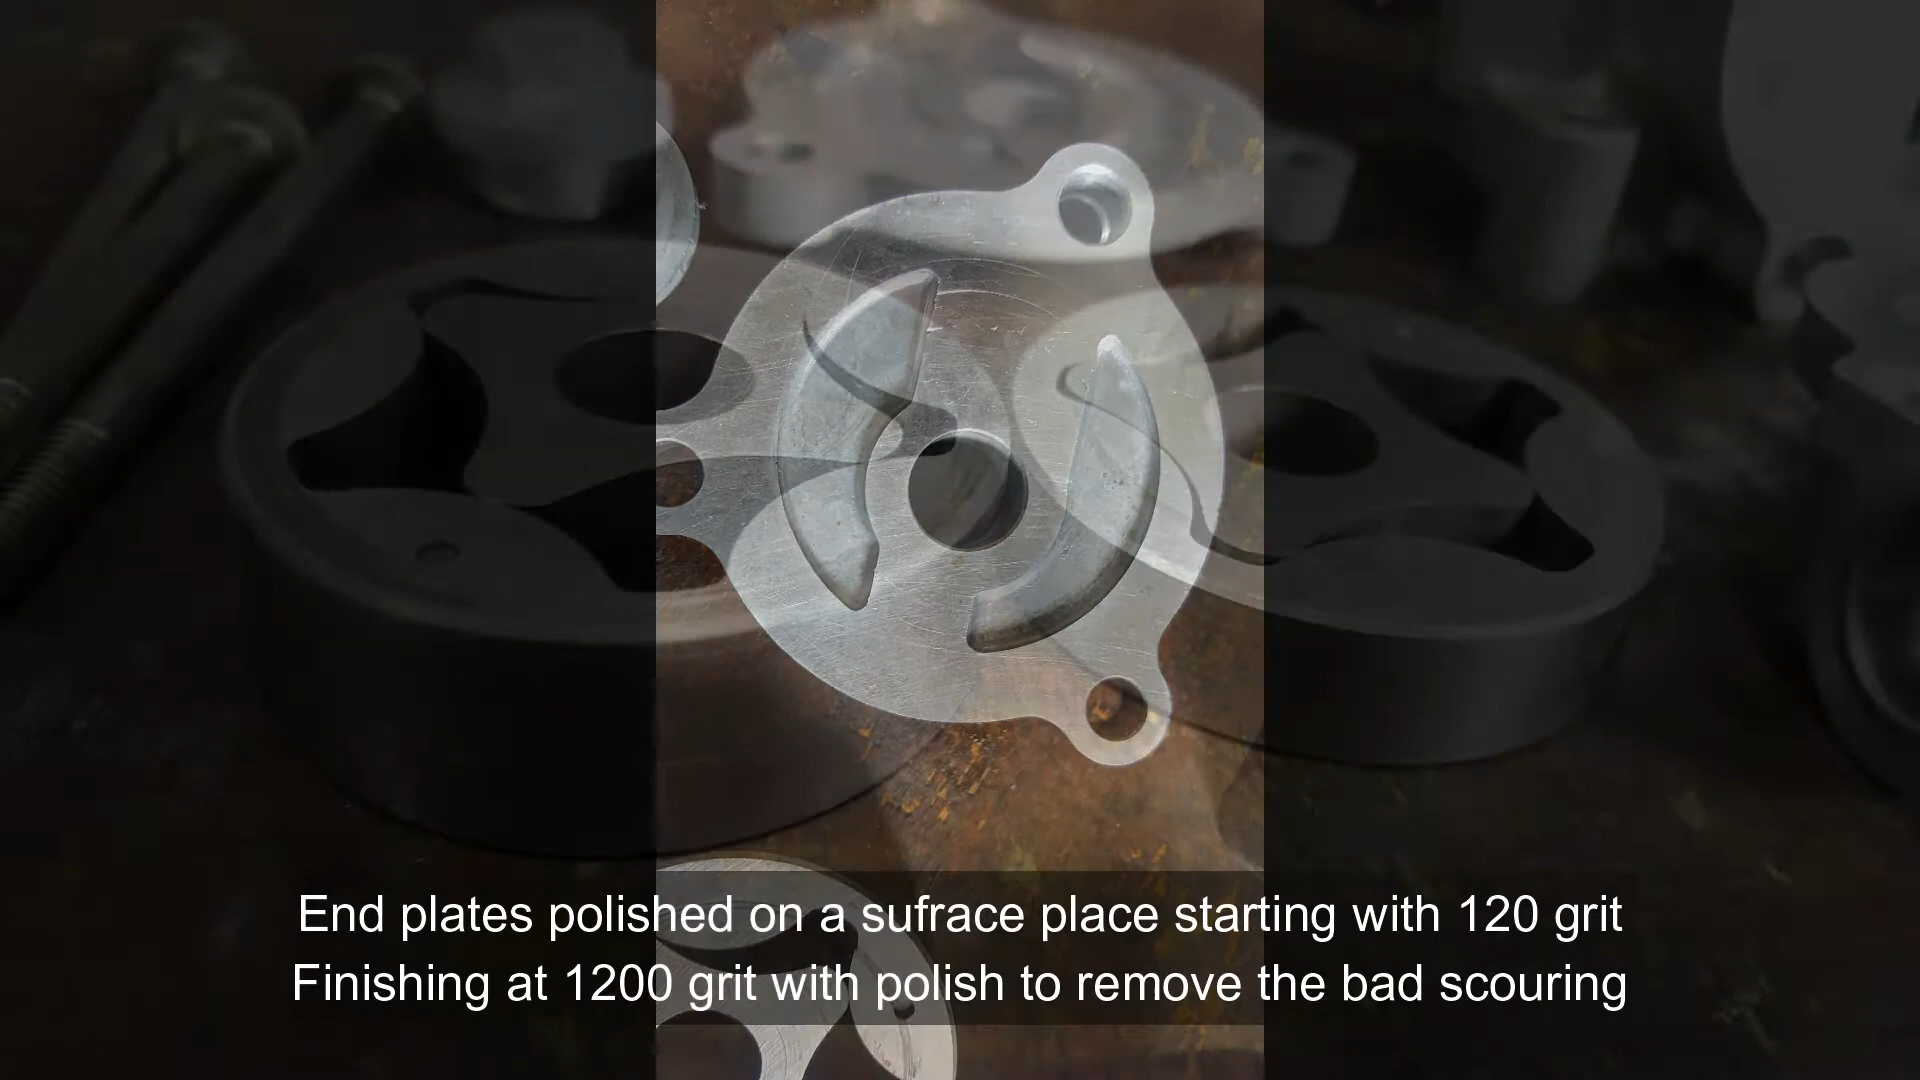 End plates polished on a sufrace place starting with 120 grit
Finishing at 1200 grit with polish to remove the bad scouring